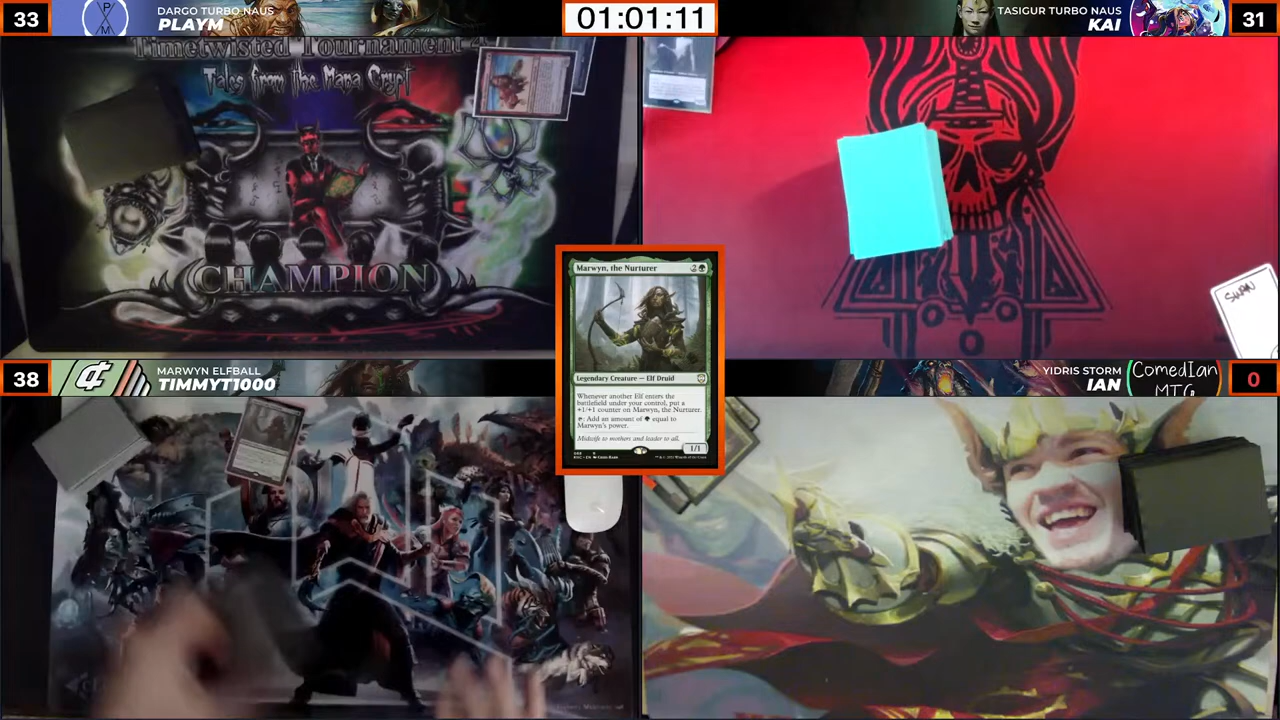 33
P
M
DARGO TURBO NAUS
PLAYM
01:01:11
TASIGUR TURBO NAUS
KAI
31
Timetwisted Tournament
Tales from the Mana Crypt
CHAMPION
SWAN
Marwyn, the Nurturer
2
Legendary Creature — Elf Druid
Whenever another Elf enters the
battlefield under your control, put a
+1/+1 counter on Marwyn, the Nurturer.
: Add an amount of equal to
Marwyn's power.
Midwife to mothers and leader to all.
1/1
38
MARWYN ELFBALL
TIMMYT1000
YIDRIS STORM
IAN
ComedIan
MTG
0